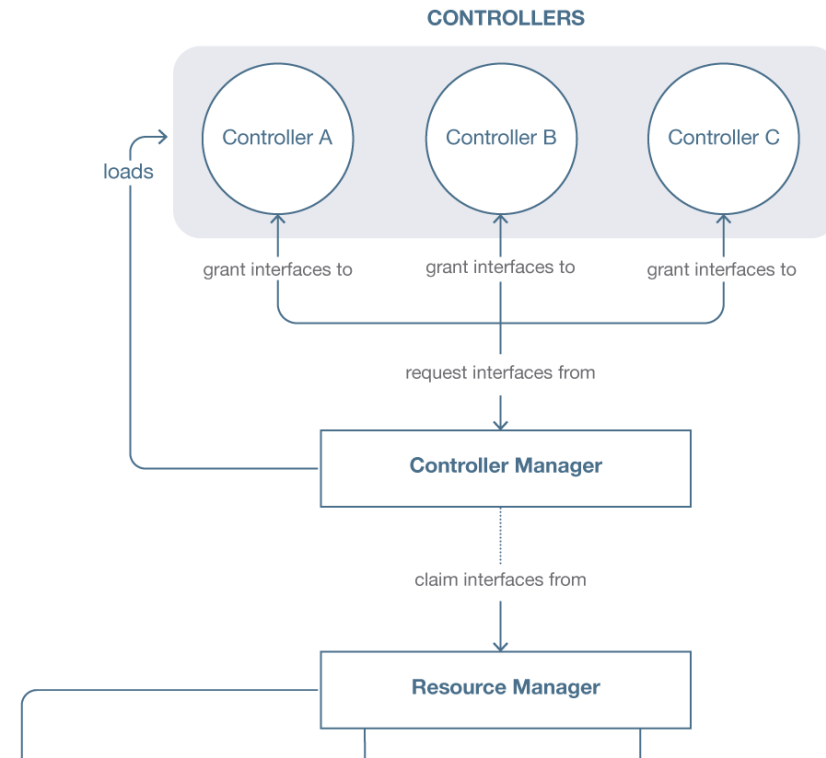 CONTROLLERS
Controller A
Controller B
Controller C
loads
grant interfaces to
grant interfaces to
grant interfaces to
request interfaces from
Controller Manager
claim interfaces from
Resource Manager